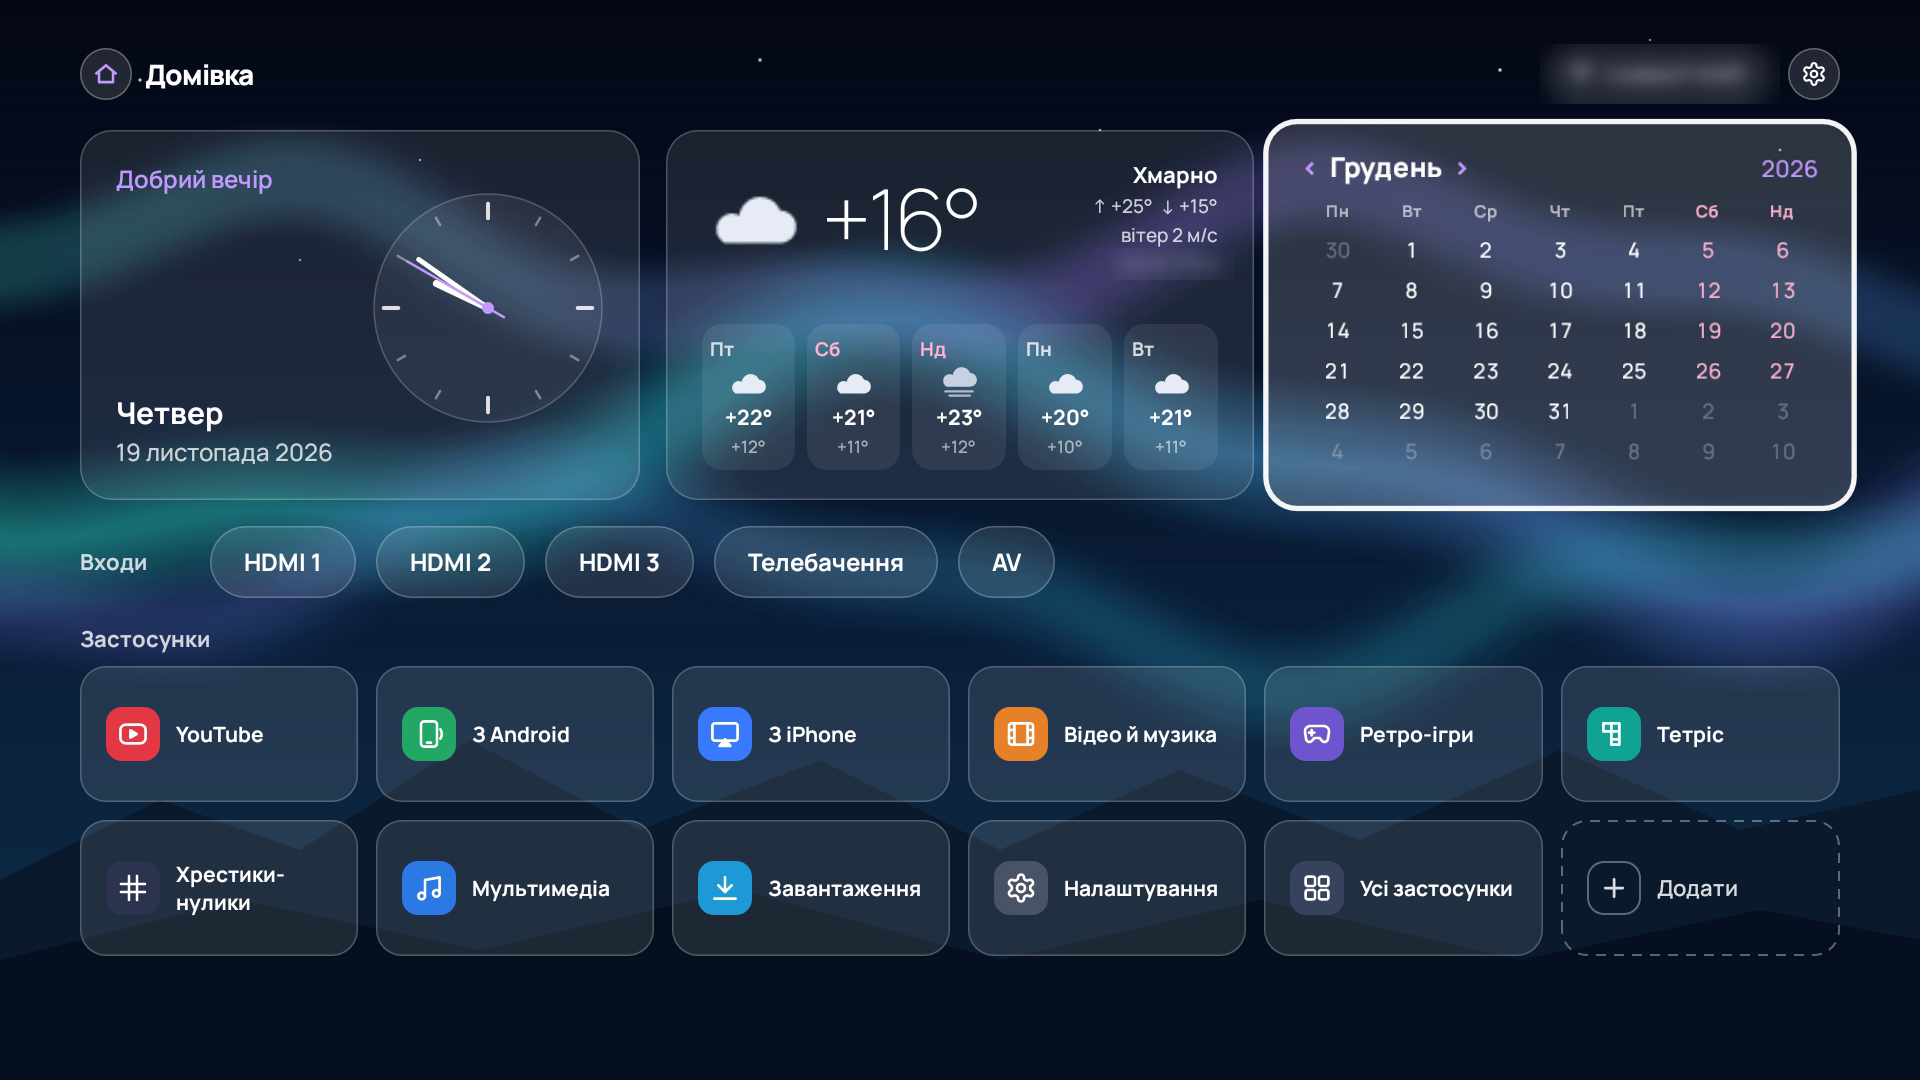 Домівка
Добрий вечір
Четвер
19 листопада 2026
+16°
Хмарно
↑ +25° ↓ +15°
вітер 2 м/с
Пт Сб Нд Пн Вт
+22° +21° +23° +20° +21°
+12° +11° +12° +10° +11°
‹ Грудень › 2026
Пн Вт Ср Чт Пт Сб Нд
30 1 2 3 4 5 6
7 8 9 10 11 12 13
14 15 16 17 18 19 20
21 22 23 24 25 26 27
28 29 30 31 1 2 3
4 5 6 7 8 9 10
Входи
HDMI 1
HDMI 2
HDMI 3
Телебачення
AV
Застосунки
YouTube
З Android
З iPhone
Відео й музика
Ретро-ігри
Тетріс
Хрестики-
нулики
Мультимедіа
Завантаження
Налаштування
Усі застосунки
Додати